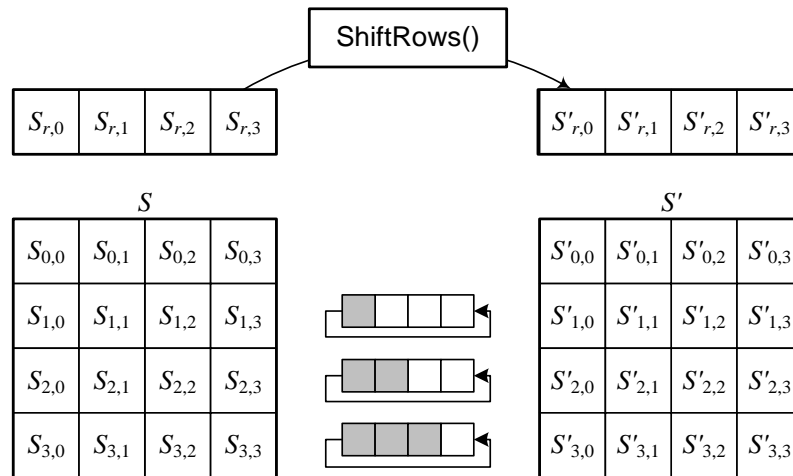 ShiftRows()
S_{r,0} S_{r,1} S_{r,2} S_{r,3} S'_{r,0} S'_{r,1} S'_{r,2} S'_{r,3}
S S'
S_{0,0} S_{0,1} S_{0,2} S_{0,3} S'_{0,0} S'_{0,1} S'_{0,2} S'_{0,3}
S_{1,0} S_{1,1} S_{1,2} S_{1,3} S'_{1,0} S'_{1,1} S'_{1,2} S'_{1,3}
S_{2,0} S_{2,1} S_{2,2} S_{2,3} S'_{2,0} S'_{2,1} S'_{2,2} S'_{2,3}
S_{3,0} S_{3,1} S_{3,2} S_{3,3} S'_{3,0} S'_{3,1} S'_{3,2} S'_{3,3}